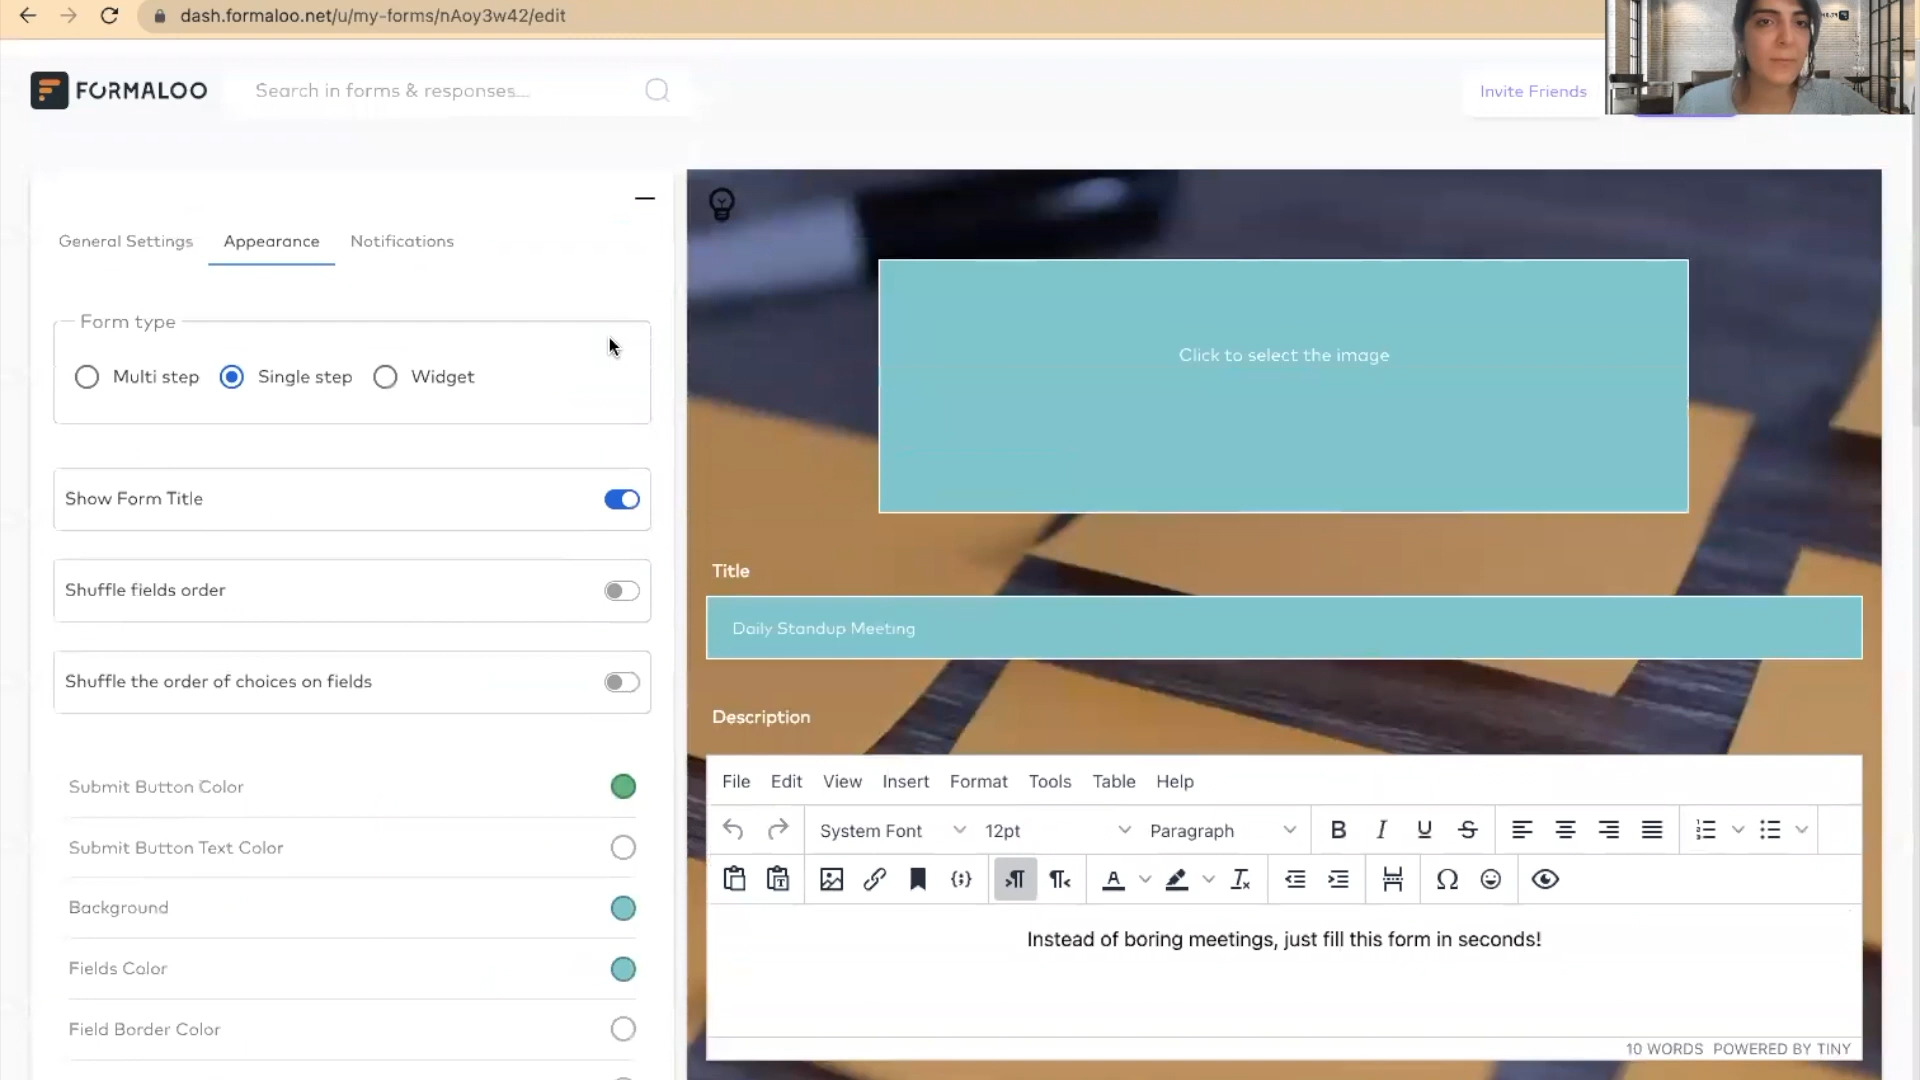 dash.formaloo.net/u/my-forms/nAoy3w42/edit
FORMALOO
Search in forms & responses...
Invite Friends
General Settings
Appearance
Notifications
Form type
Multi step
Single step
Widget
Show Form Title
Shuffle fields order
Shuffle the order of choices on fields
Submit Button Color
Submit Button Text Color
Background
Fields Color
Field Border Color
Click to select the image
Title
Daily Standup Meeting
Description
File Edit View Insert Format Tools Table Help
System Font 12pt Paragraph
Instead of boring meetings, just fill this form in seconds!
10 WORDS POWERED BY TINY